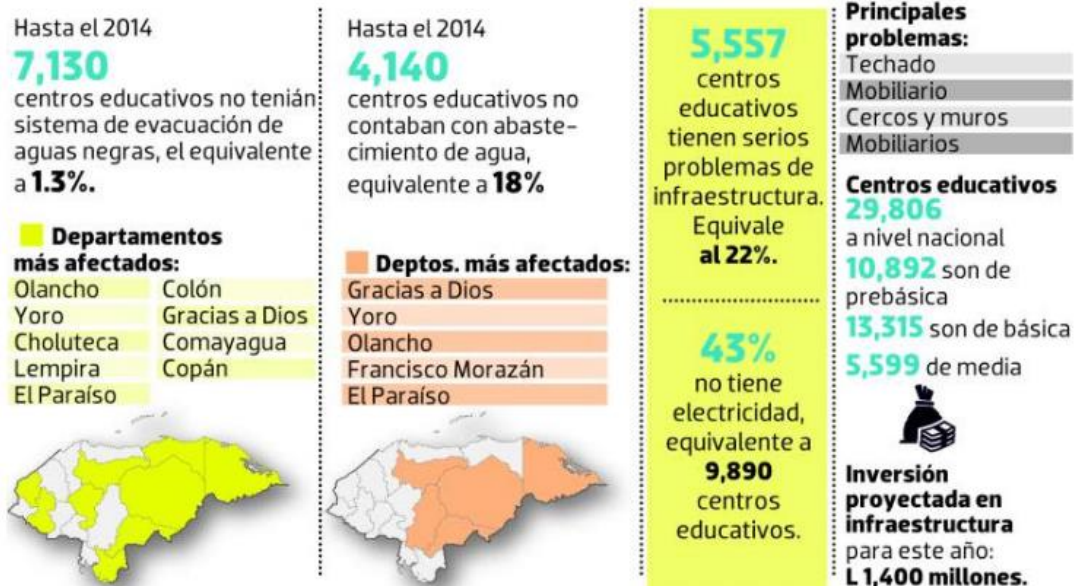 Hasta el 2014
7,130
centros educativos no tenián
sistema de evacuación de
aguas negras, el equivalente
a 1.3%.
Departamentos
más afectados:
Olancho
Yoro
Choluteca
Lempira
El Paraíso
Colón
Gracias a Dios
Comayagua
Copán
Hasta el 2014
4,140
centros educativos no
contaban con abaste-
cimiento de agua,
equivalente a 18%
Deptos. más afectados:
Gracias a Dios
Yoro
Olancho
Francisco Morazán
El Paraíso
5,557
centros
educativos
tienen serios
problemas de
infraestructura.
Equivale
al 22%.
43%
no tiene
electricidad,
equivalente a
9,890
centros
educativos.
Principales
problemas:
Techado
Mobiliario
Cercos y muros
Mobiliarios
Centros educativos
29,806
a nivel nacional
10,892 son de
prebásica
13,315 son de básica
5,599 de media
Inversión
proyectada en
infraestructura
para este año:
L 1,400 millones.